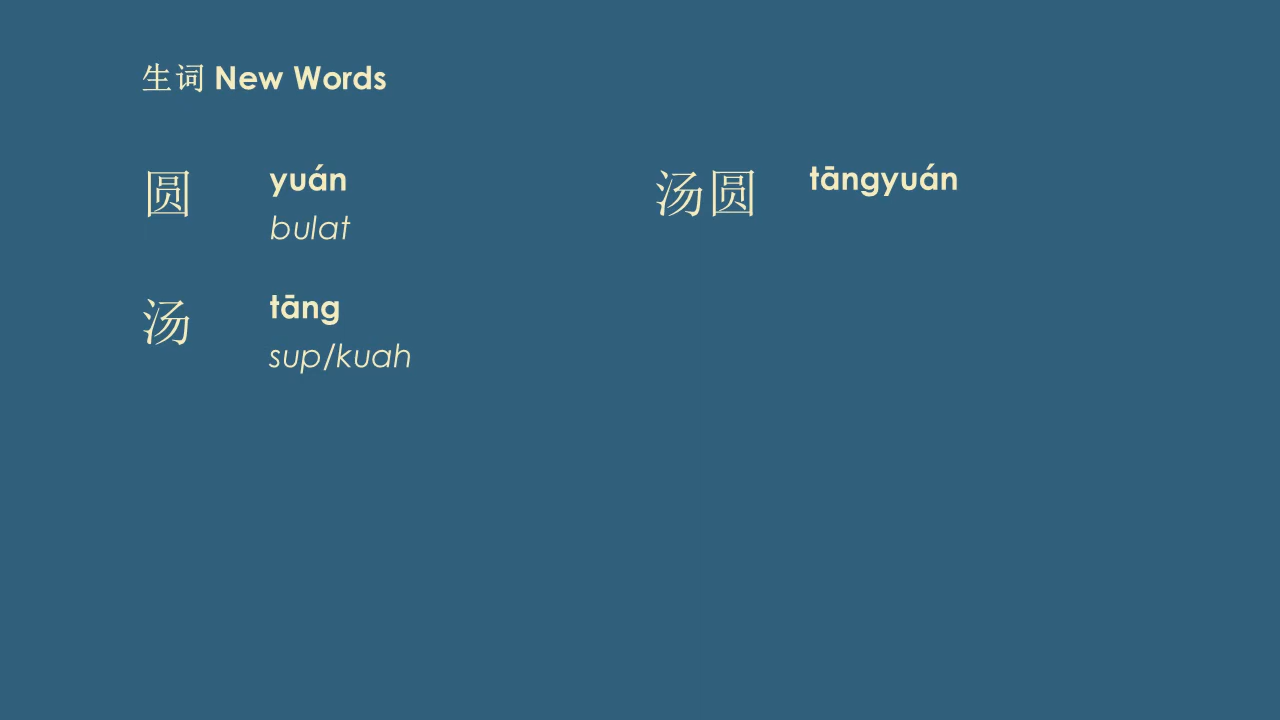 生词 New Words
圆 yuán
bulat
汤 tāng
sup/kuah
汤圆 tāngyuán